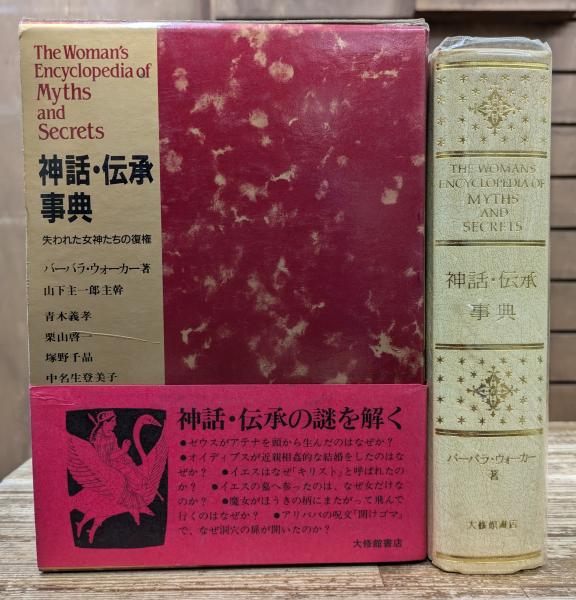 The Woman's
Encyclopedia of
Myths
and
Secrets
神話・伝承
事典
失われた女神たちの復権
バーバラ・ウォーカー著
山下主一郎主幹
青木義孝
栗山啓一
塚野千晶
中名生登美子
神話・伝承の謎を解く
●ゼウスがアテナを頭から生んだのはなぜか?
●オイディプスが近親相姦的な結婚をしたのはな
ぜか? ●イエスはなぜ「キリスト」と呼ばれたの
か? ●イエスの墓へ参ったのは、なぜ女だけな
のか? ●魔女がほうきの柄にまたがって飛んで
行くのはなぜか? ●アリババの呪文「開けゴマ」
で、なぜ洞穴の扉が開いたのか?
大修館書店
THE WOMAN'S
ENCYCLOPEDIA OF
MYTHS
AND
SECRETS
神話・伝承
事典
バーバラ・ウォーカー
著
大修館書店